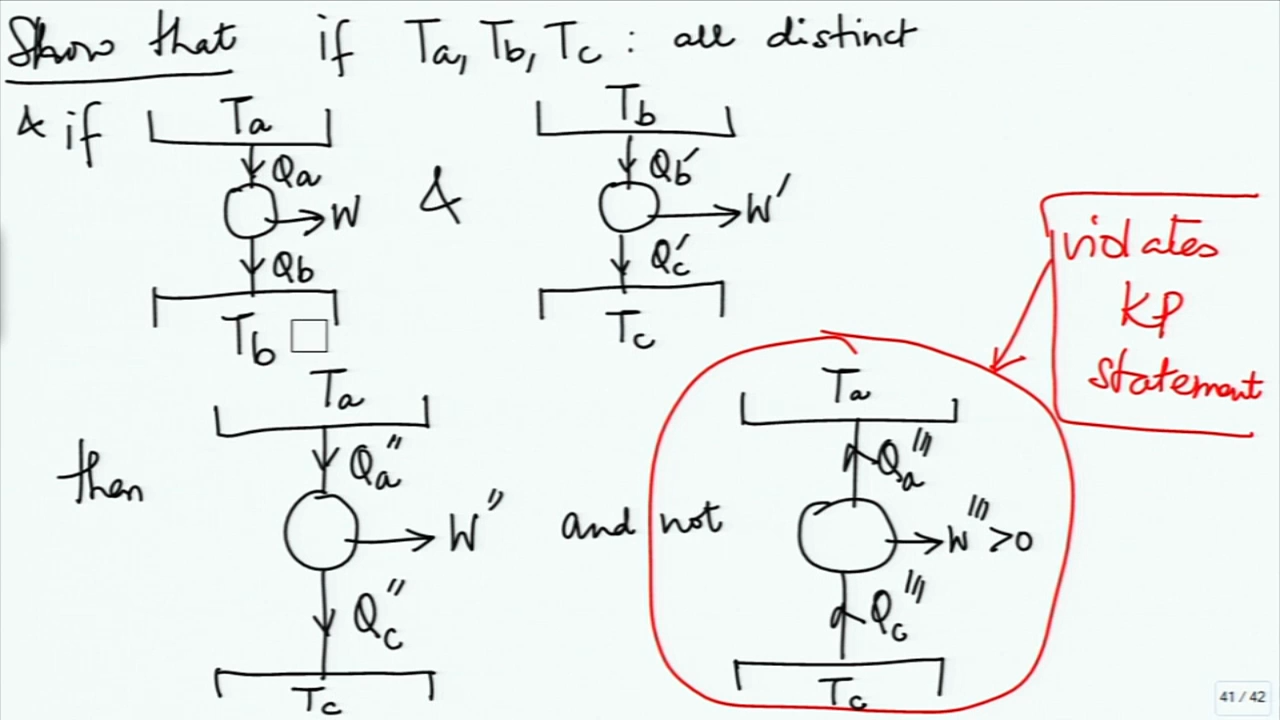 Show that if Ta, Tb, Tc : all distinct
& if Ta Tb
Qa Qb′
W & W′
Qb Qc′
Tb Tc
violates
KP
statement
Ta Ta
Qa″ Qa‴
then W″ and not W‴ >0
Qc″ Qc‴
Tc Tc
41 / 42